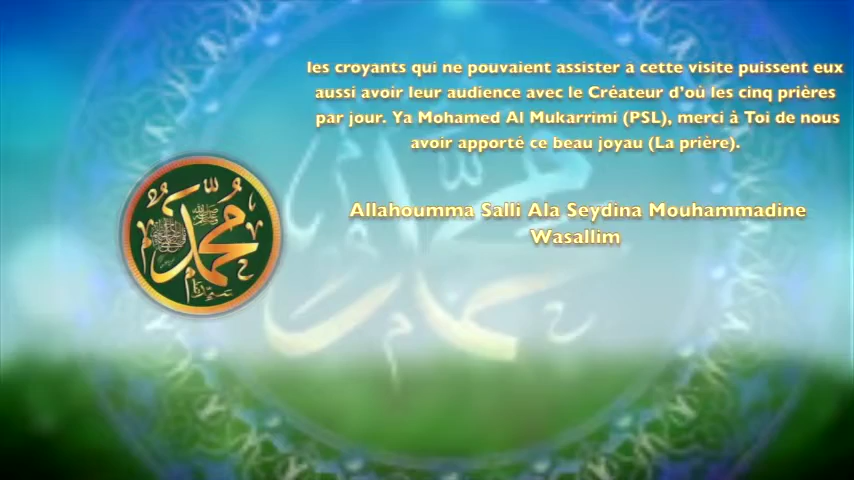 les croyants qui ne pouvaient assister à cette visite puissent eux
aussi avoir leur audience avec le Créateur d'où les cinq prières
par jour. Ya Mohamed Al Mukarrimi (PSL), merci à Toi de nous
avoir apporté ce beau joyau (La prière).
Allahoumma Salli Ala Seydina Mouhammadine
Wasallim
محمد